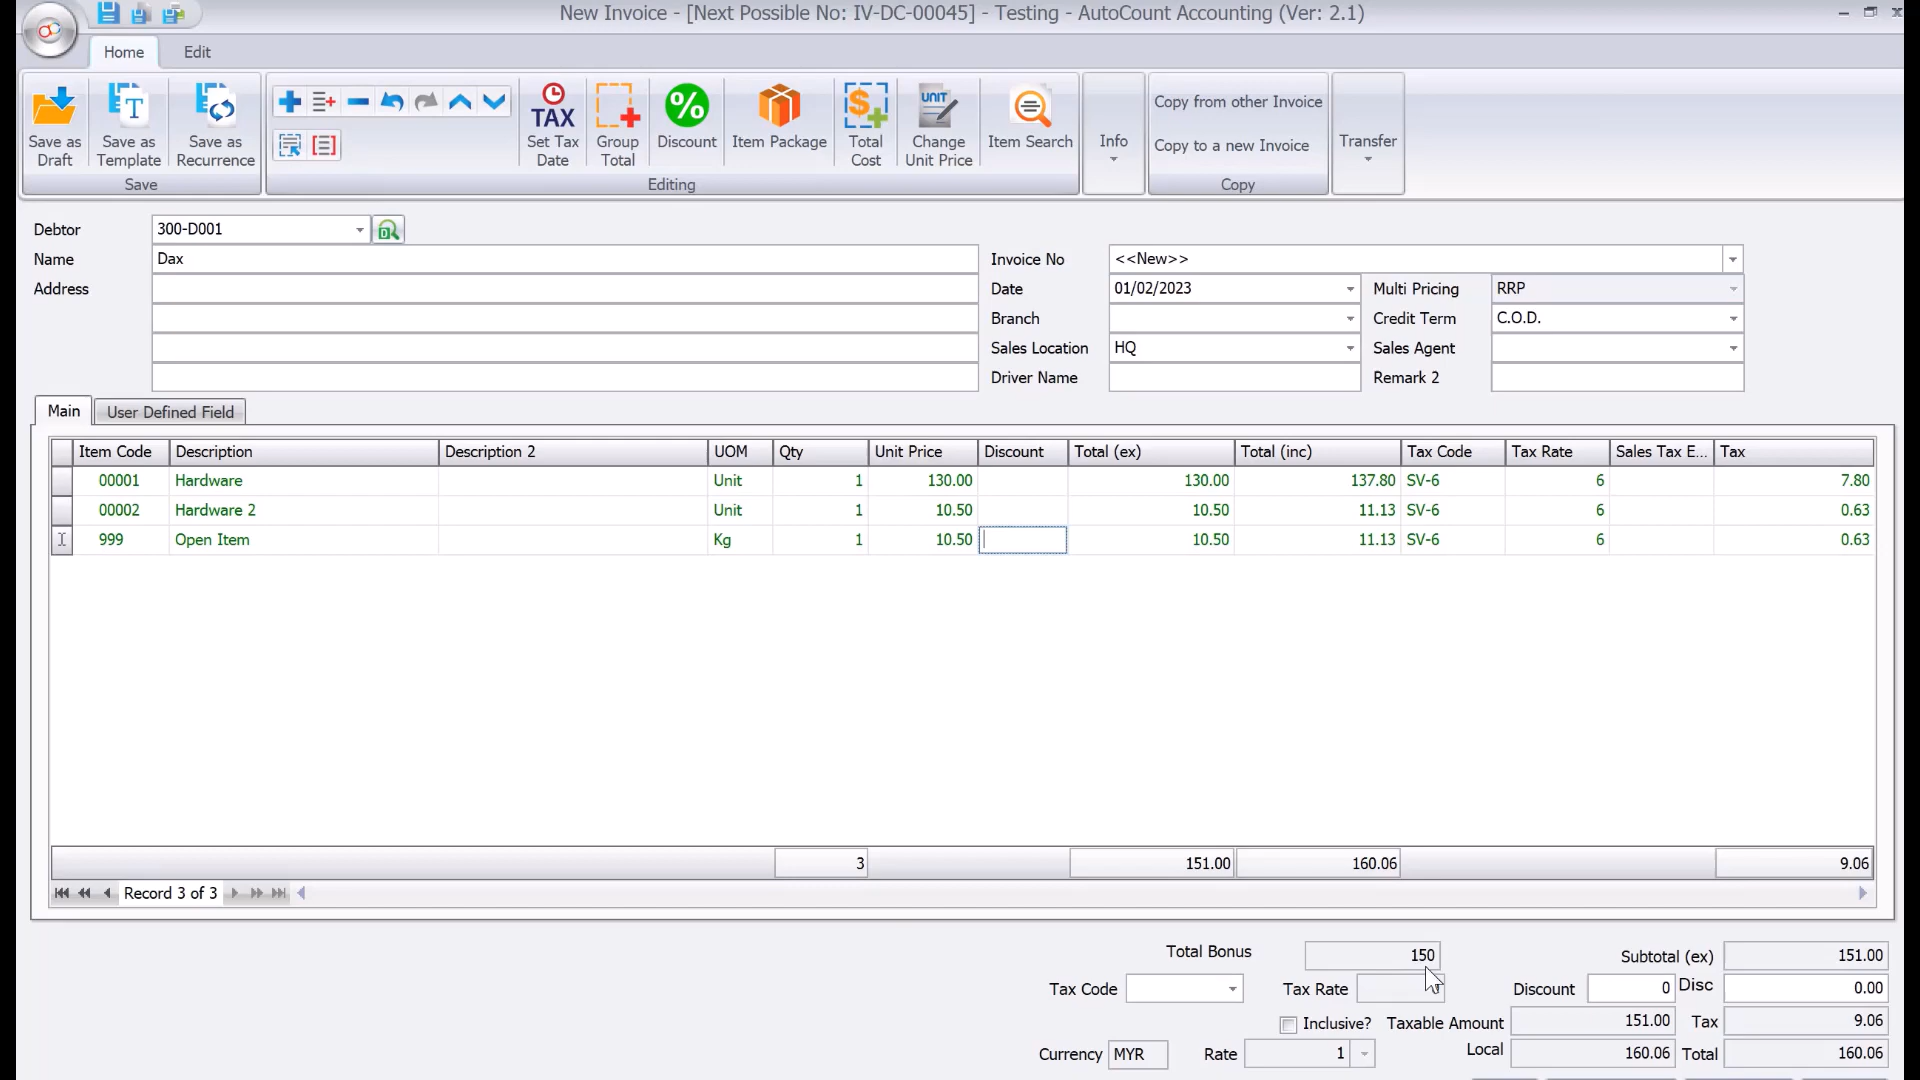 New Invoice - [Next Possible No: IV-DC-00045] - Testing - AutoCount Accounting (Ver: 2.1)
Home Edit
Save as Draft
Save as Template
Save as Recurrence
Save
TAX
Set Tax Date
Group Total
%
Discount
Item Package
Total Cost
UNIT
Change Unit Price
Item Search
Editing
Info
Copy from other Invoice
Copy to a new Invoice
Copy
Transfer
Debtor 300-D001
Name Dax
Address
Invoice No <<New>>
Date 01/02/2023 Multi Pricing RRP
Branch Credit Term C.O.D.
Sales Location HQ Sales Agent
Driver Name Remark 2
Main User Defined Field
Item Code Description Description 2 UOM Qty Unit Price Discount Total (ex) Total (inc) Tax Code Tax Rate Sales Tax E... Tax
00001 Hardware Unit 1 130.00 130.00 137.80 SV-6 6 7.80
00002 Hardware 2 Unit 1 10.50 10.50 11.13 SV-6 6 0.63
999 Open Item Kg 1 10.50 10.50 11.13 SV-6 6 0.63
3 151.00 160.06 9.06
Record 3 of 3
Total Bonus 150 Subtotal (ex) 151.00
Tax Code Tax Rate Discount 0 Disc 0.00
Inclusive? Taxable Amount 151.00 Tax 9.06
Currency MYR Rate 1 Local 160.06 Total 160.06